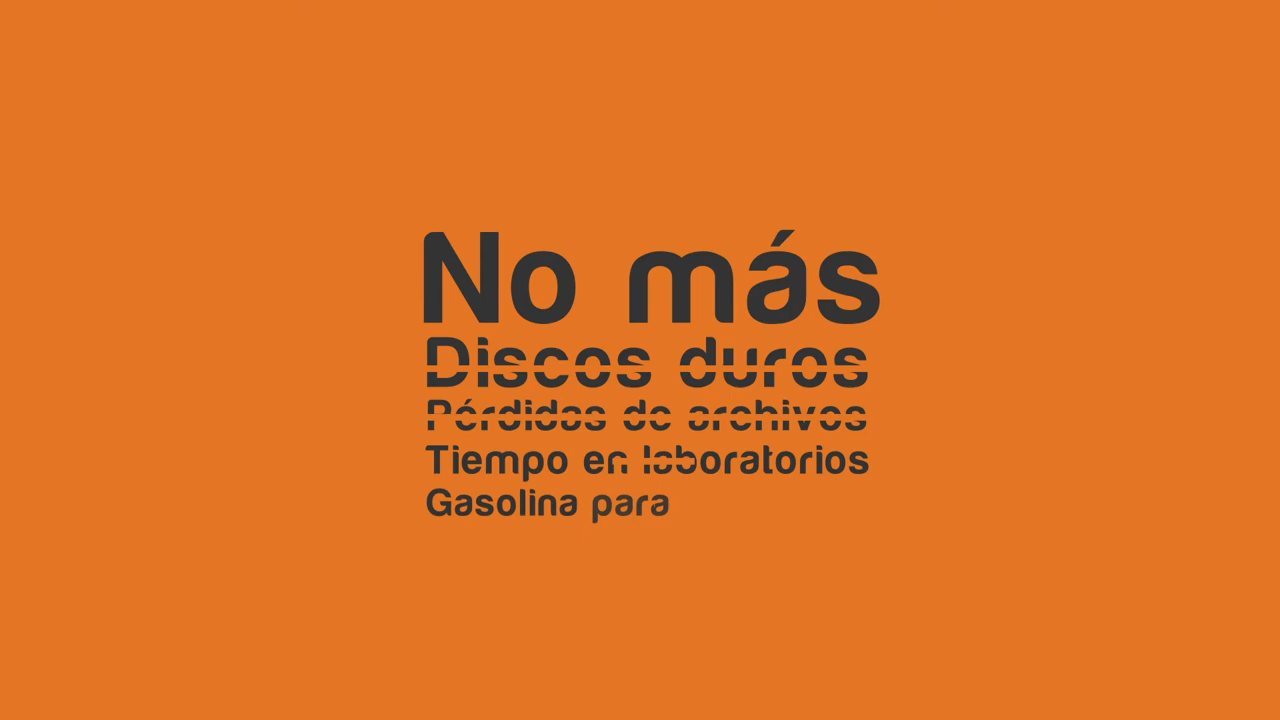 No más
Discos duros
Pérdidas de archivos
Tiempo en laboratorios
Gasolina para